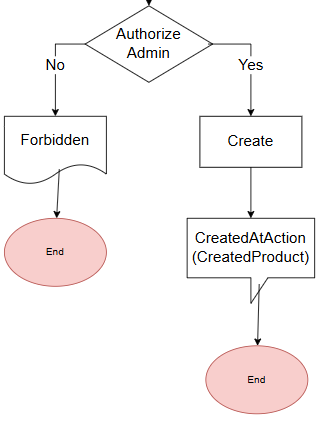 Authorize
Admin
No
Yes
Forbidden
Create
CreatedAtAction
(CreatedProduct)
End
End